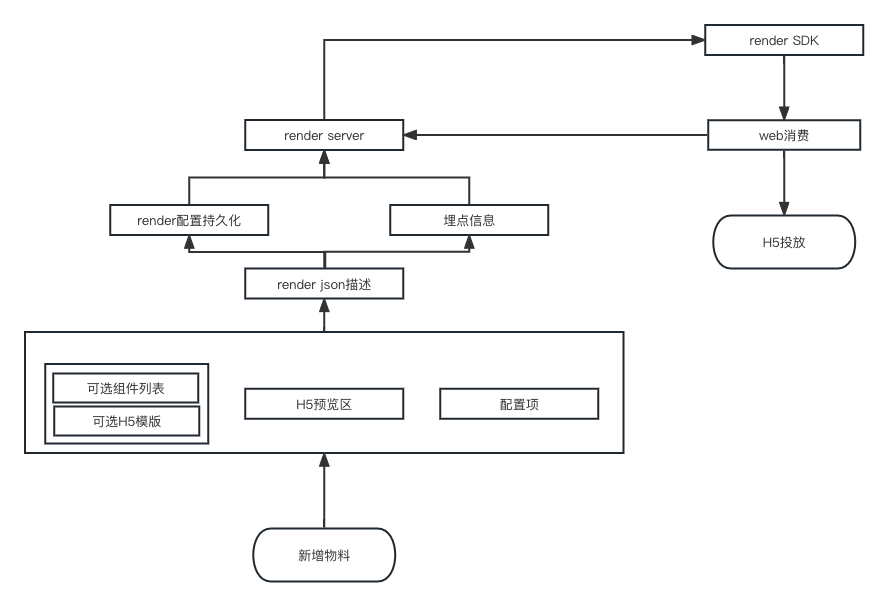 render SDK
render server
web消费
render配置持久化
埋点信息
H5投放
render json描述
可选组件列表
可选H5模版
H5预览区
配置项
新增物料